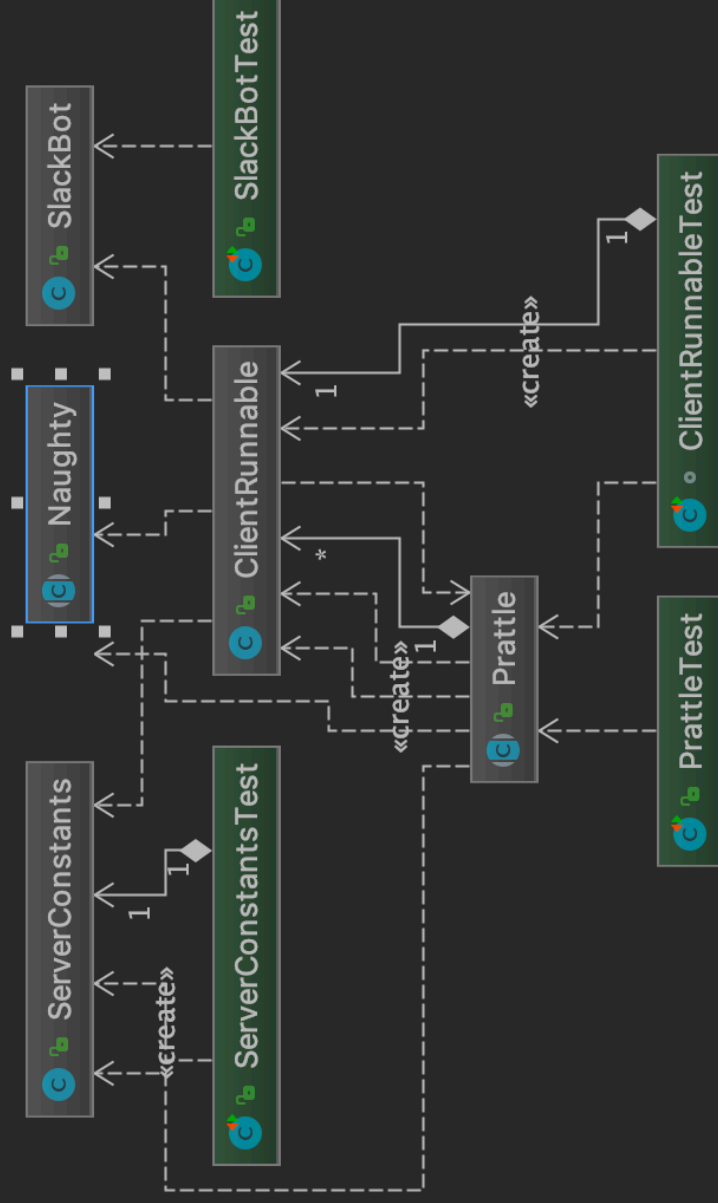 ServerConstants
Naughty
SlackBot
1
«create»
1
ServerConstantsTest
ClientRunnable
SlackBotTest
*
1
«create»
1
Prattle
«create»
1
PrattleTest
ClientRunnableTest